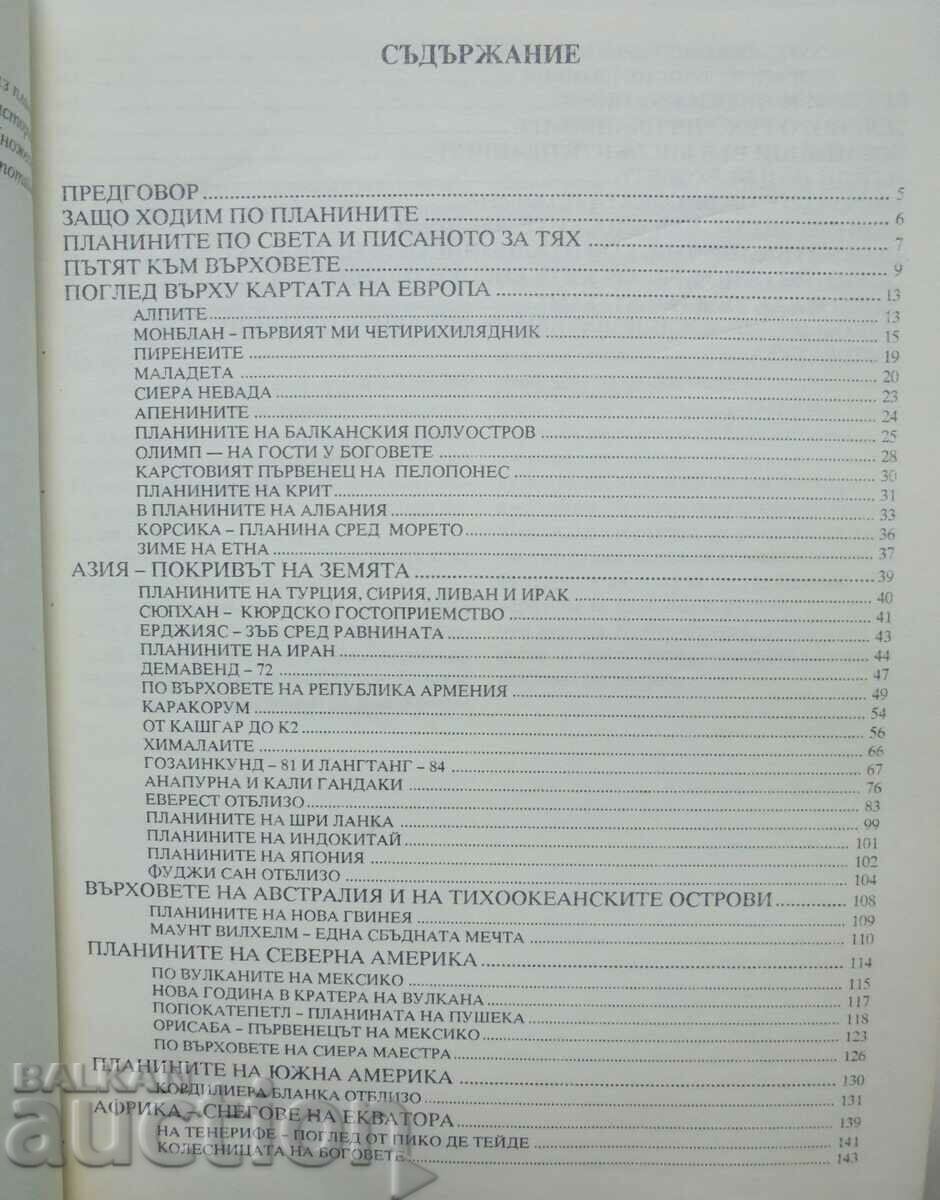 СЪДЪРЖАНИЕ
ПРЕДГОВОР 5
ЗАЩО ХОДИМ ПО ПЛАНИНИТЕ 6
ПЛАНИНИТЕ ПО СВЕТА И ПИСАНОТО ЗА ТЯХ 7
ПЪТЯТ КЪМ ВЪРХОВЕТЕ 9
ПОГЛЕД ВЪРХУ КАРТАТА НА ЕВРОПА 13
АЛПИТЕ 13
МОНБЛАН – ПЪРВИЯТ МИ ЧЕТИРИХИЛЯДНИК 15
ПИРЕНЕИТЕ 19
МАЛАДЕТА 20
СИЕРА НЕВАДА 23
АПЕНИНИТЕ 24
ПЛАНИНИТЕ НА БАЛКАНСКИЯ ПОЛУОСТРОВ 25
ОЛИМП — НА ГОСТИ У БОГОВЕТЕ 28
КАРСТОВИЯТ ПЪРВЕНЕЦ НА ПЕЛОПОНЕС 30
ПЛАНИНИТЕ НА КРИТ 31
В ПЛАНИНИТЕ НА АЛБАНИЯ 33
КОРСИКА – ПЛАНИНА СРЕД МОРЕТО 36
ЗИМЕ НА ЕТНА 37
АЗИЯ – ПОКРИВЪТ НА ЗЕМЯТА 39
ПЛАНИНИТЕ НА ТУРЦИЯ, СИРИЯ, ЛИВАН И ИРАК 40
СЮПХАН – КЮРДСКО ГОСТОПРИЕМСТВО 41
ЕРДЖИЯС – ЗЪБ СРЕД РАВНИНАТА 43
ПЛАНИНИТЕ НА ИРАН 44
ДЕМАВЕНД – 72 47
ПО ВЪРХОВЕТЕ НА РЕПУБЛИКА АРМЕНИЯ 49
КАРАКОРУМ 54
ОТ КАШГАР ДО К2 56
ХИМАЛАИТЕ 66
ГОЗАИНКУНД – 81 И ЛАНГТАНГ – 84 67
АНАПУРНА И КАЛИ ГАНДАКИ 76
ЕВЕРЕСТ ОТБЛИЗО 83
ПЛАНИНИТЕ НА ШРИ ЛАНКА 99
ПЛАНИНИТЕ НА ИНДОКИТАЙ 101
ПЛАНИНИТЕ НА ЯПОНИЯ 102
ФУДЖИ САН ОТБЛИЗО 104
ВЪРХОВЕТЕ НА АВСТРАЛИЯ И НА ТИХООКЕАНСКИТЕ ОСТРОВИ 108
ПЛАНИНИТЕ НА НОВА ГВИНЕЯ 109
МАУНТ ВИЛХЕЛМ – ЕДНА СБЪДНАТА МЕЧТА 110
ПЛАНИНИТЕ НА СЕВЕРНА АМЕРИКА 114
ПО ВУЛКАНИТЕ НА МЕКСИКО 115
НОВА ГОДИНА В КРАТЕРА НА ВУЛКАНА 117
ПОПОКАТЕПЕТЛ – ПЛАНИНАТА НА ПУШЕКА 118
ОРИСАБА – ПЪРВЕНЕЦЪТ НА МЕКСИКО 123
ПО ВЪРХОВЕТЕ НА СИЕРА МАЕСТРА 126
ПЛАНИНИТЕ НА ЮЖНА АМЕРИКА 130
КОРДИЛИЕРА БЛАНКА ОТБЛИЗО 131
АФРИКА – СНЕГОВЕ НА ЕКВАТОРА 139
НА ТЕНЕРИФЕ – ПОГЛЕД ОТ ПИКО ДЕ ТЕЙДЕ 141
КОЛЕСНИЦАТА НА БОГОВЕТЕ 143
BALKAN
auction